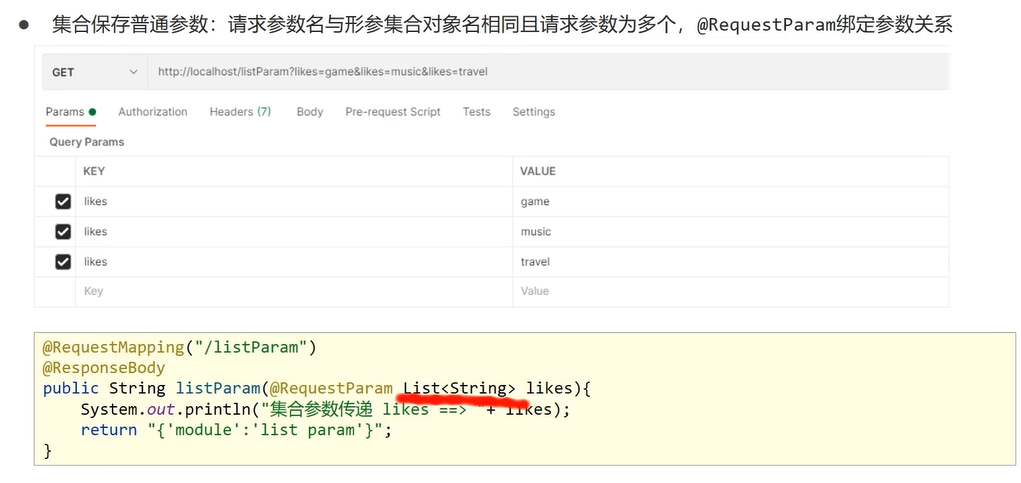 ● 集合保存普通参数：请求参数名与形参集合对象名相同且请求参数为多个，@RequestParam绑定参数关系
GET http://localhost/listParam?likes=game&likes=music&likes=travel
Params Authorization Headers (7) Body Pre-request Script Tests Settings
Query Params
KEY VALUE
likes game
likes music
likes travel
Key Value
@RequestMapping("/listParam")
@ResponseBody
public String listParam(@RequestParam List<String> likes){
System.out.println("集合参数传递 likes ==> "+ likes);
return "{'module':'list param'}";
}